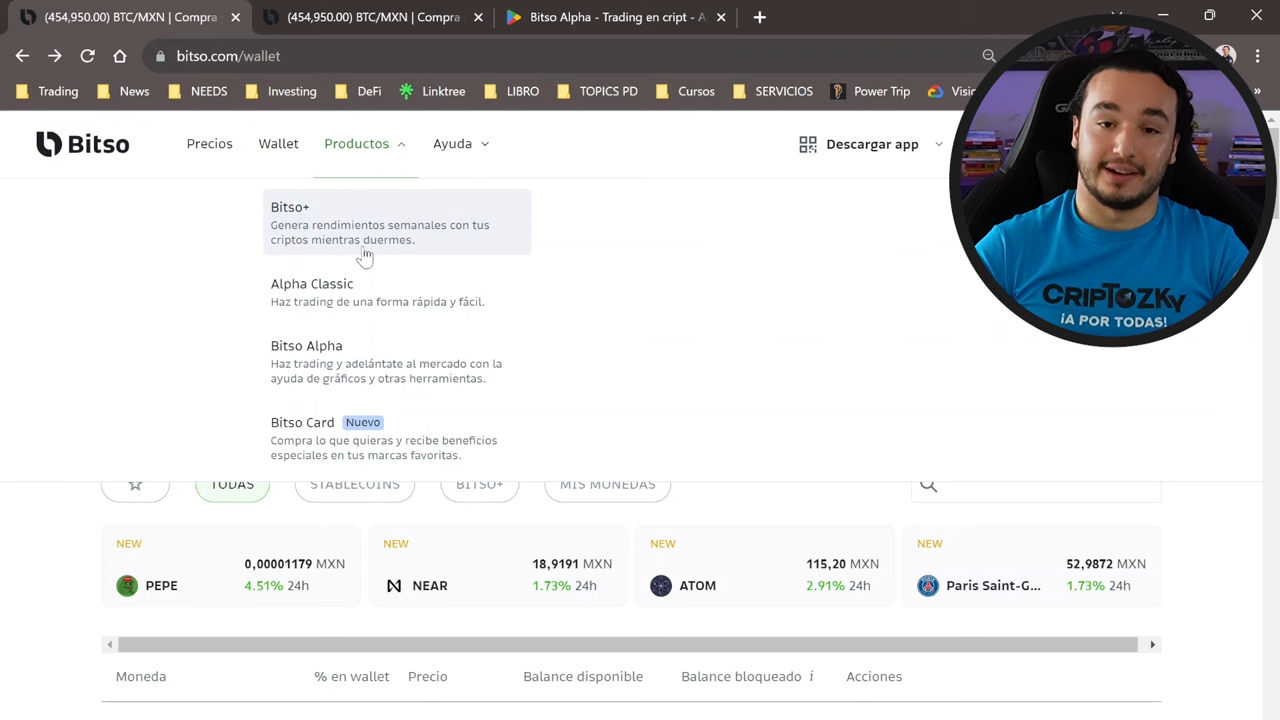 (454,950.00) BTC/MXN | Compra
(454,950.00) BTC/MXN | Compra
Bitso Alpha - Trading en cript - A
bitso.com/wallet
Trading
News
NEEDS
Investing
DeFi
Linktree
LIBRO
TOPICS PD
Cursos
SERVICIOS
Power Trip
Visio
Bitso
Precios
Wallet
Productos
Ayuda
Descargar app
CRIPTOZKY
¡A POR TODAS!
Bitso+
Genera rendimientos semanales con tus
criptos mientras duermes.
Alpha Classic
Haz trading de una forma rápida y fácil.
Bitso Alpha
Haz trading y adelántate al mercado con la
ayuda de gráficos y otras herramientas.
Bitso Card Nuevo
Compra lo que quieras y recibe beneficios
especiales en tus marcas favoritas.
TODAS
STABLECOINS
BITSO+
MIS MONEDAS
NEW
0,00001179 MXN
PEPE
4.51% 24h
NEW
18,9191 MXN
NEAR
1.73% 24h
NEW
115,20 MXN
ATOM
2.91% 24h
NEW
52,9872 MXN
Paris Saint-G...
1.73% 24h
Moneda
% en wallet
Precio
Balance disponible
Balance bloqueado i
Acciones